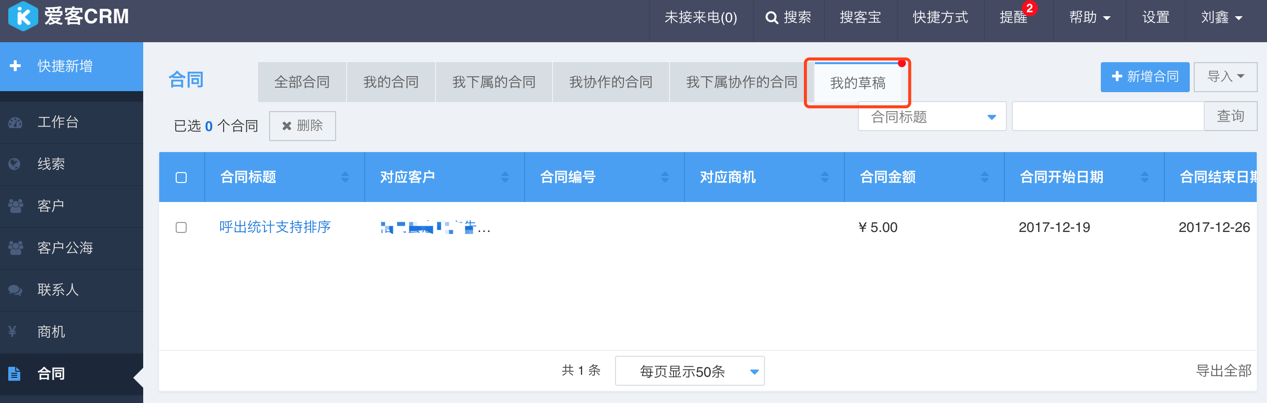 爱客CRM 未接来电(0) 搜索 搜客宝 快捷方式 提醒 2 帮助 设置 刘鑫
快捷新增
合同 全部合同 我的合同 我下属的合同 我协作的合同 我下属协作的合同 我的草稿 新增合同 导入
已选 0 个合同 删除 合同标题 查询
工作台
线索
客户
客户公海
联系人
商机
合同
合同标题 对应客户 合同编号 对应商机 合同金额 合同开始日期 合同结束日
呼出统计支持排序 ... ¥ 5.00 2017-12-19 2017-12-26
共 1 条 每页显示50条 导出全部